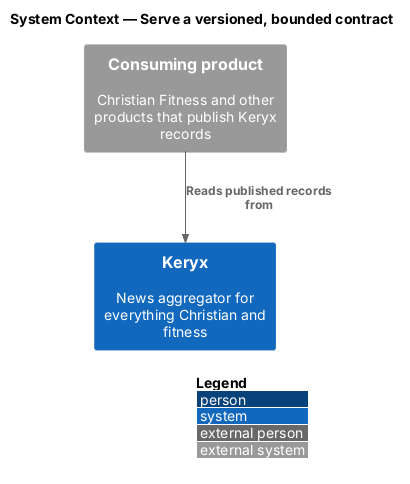 System Context — Serve a versioned, bounded contract
Consuming product
Christian Fitness and other
products that publish Keryx
records
Reads published records
from
Keryx
News aggregator for
everything Christian and
fitness
Legend
person
system
external person
external system